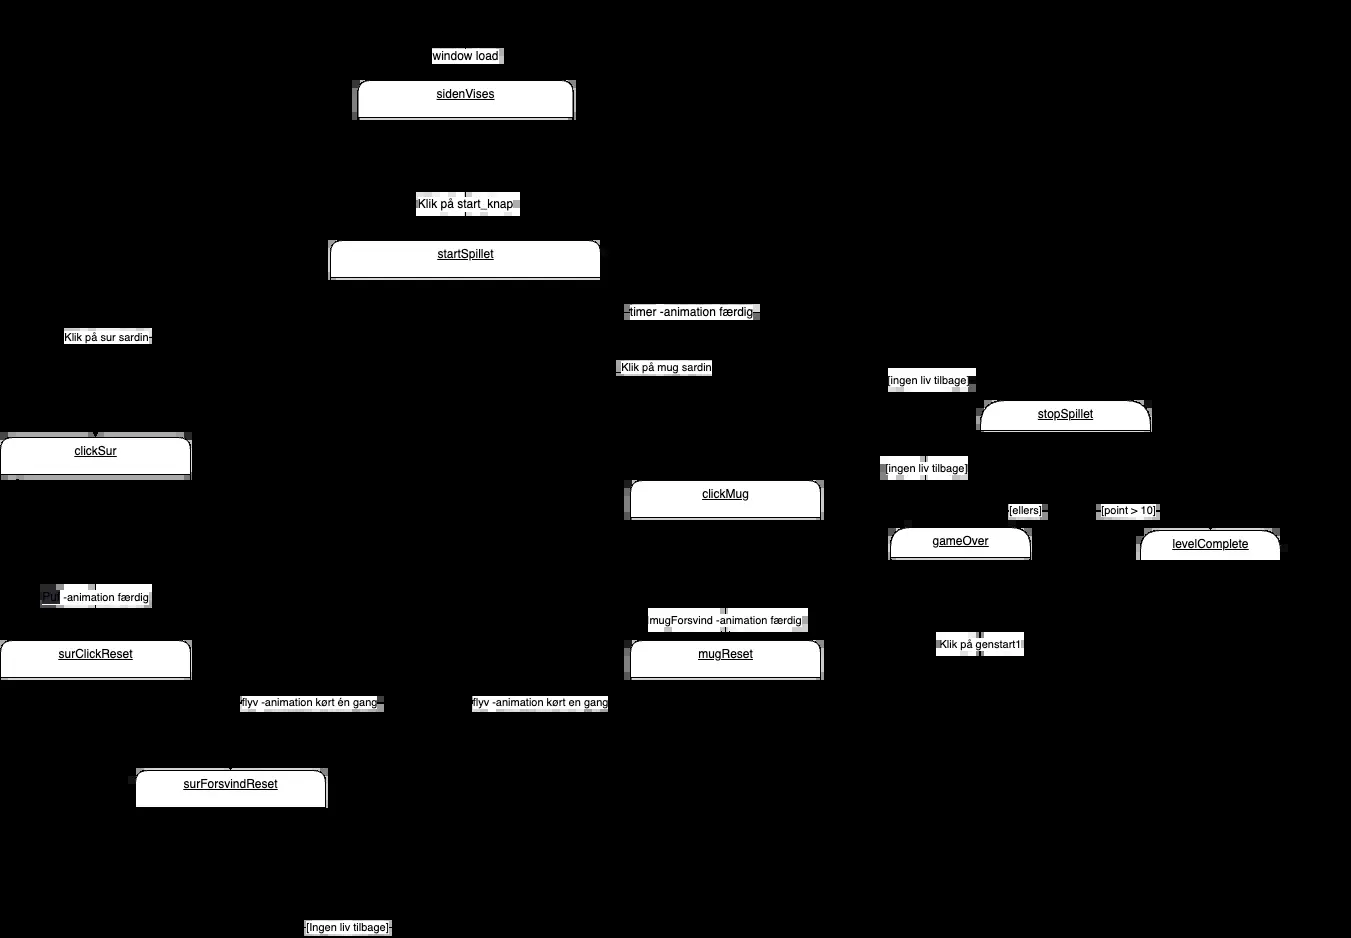 window load
sidenVises
Klik på start_knap
startSpillet
timer -animation færdig
Klik på sur sardin
Klik på mug sardin
[ingen liv tilbage]
stopSpillet
clickSur
[ingen liv tilbage]
clickMug
[ellers]
[point > 10]
gameOver
levelComplete
-animation færdig
mugForsvind -animation færdig
Klik på genstart1
surClickReset
mugReset
flyv -animation kørt én gang
flyv -animation kørt en gang
surForsvindReset
[Ingen liv tilbage]